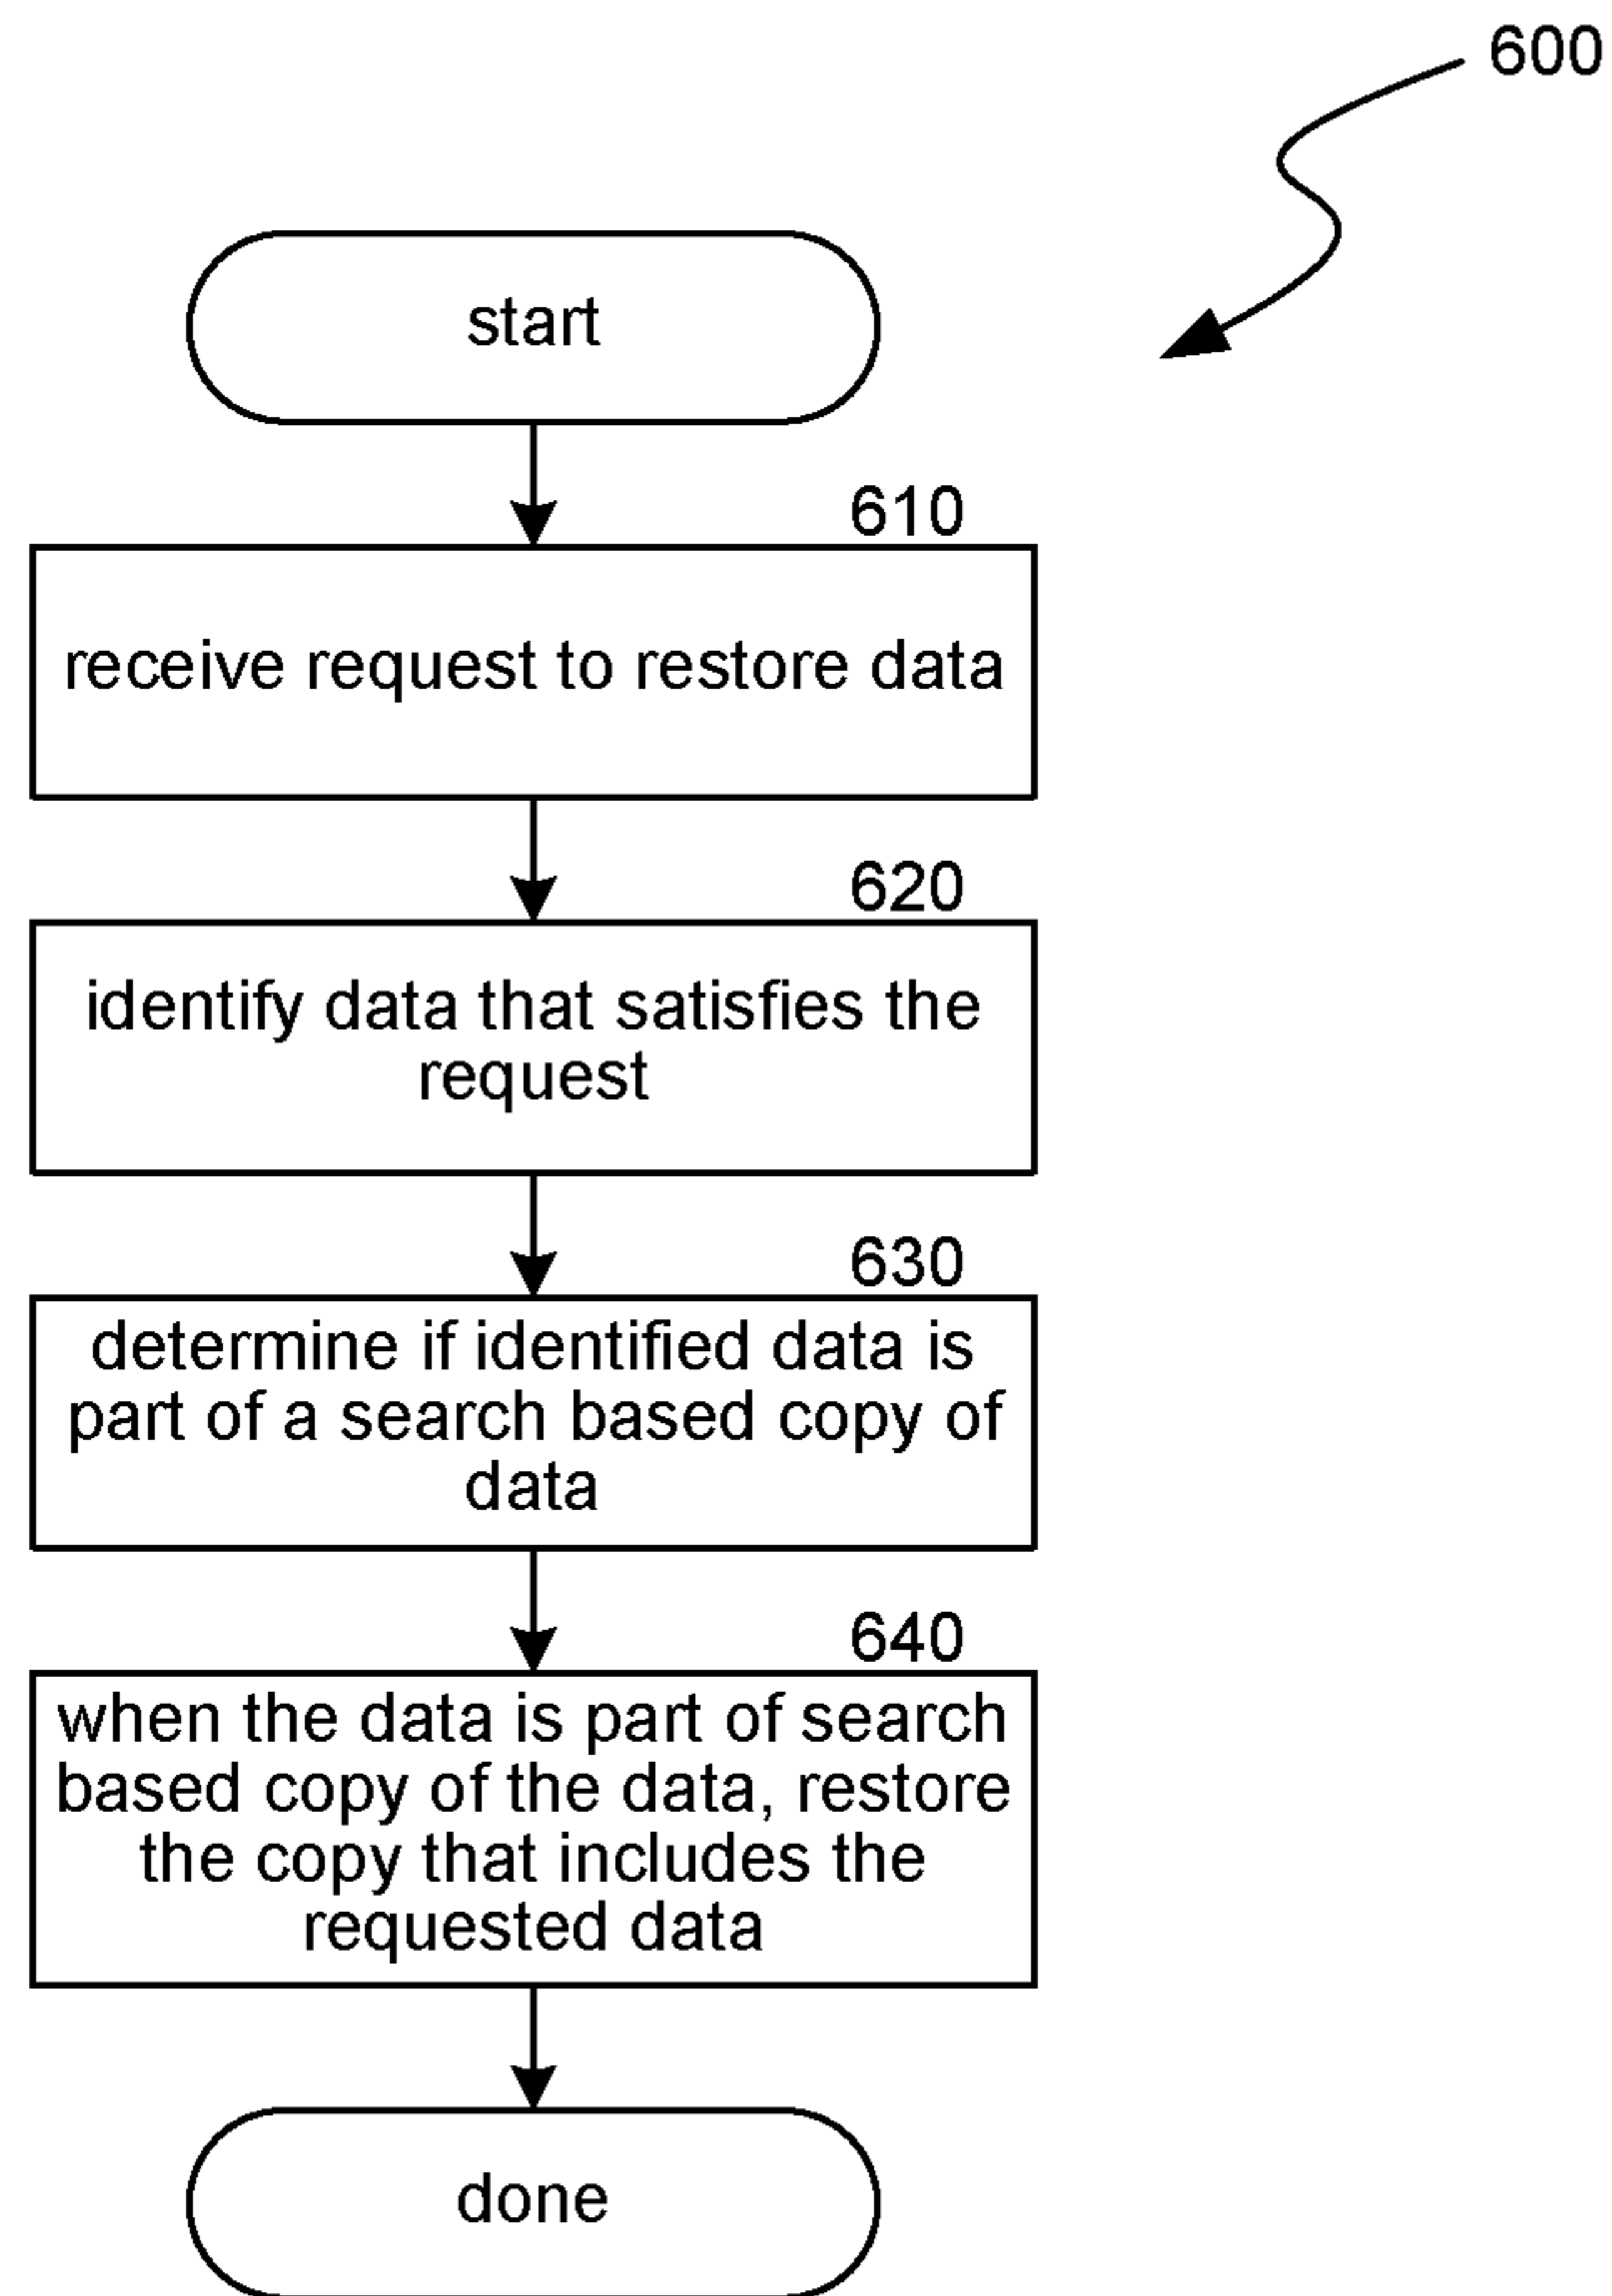 600
start
610
receive request to restore data
620
identify data that satisfies the
request
630
determine if identified data is
part of a search based copy of
data
640
when the data is part of search
based copy of the data, restore
the copy that includes the
requested data
done